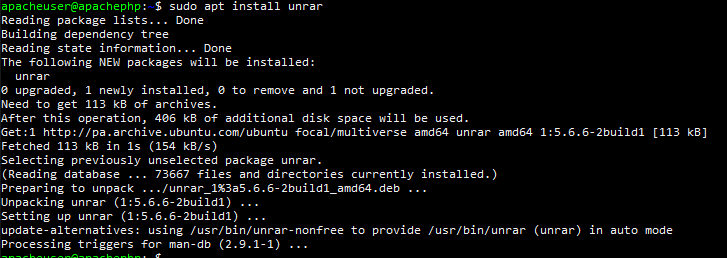 apacheuser@apachephp:~$ sudo apt install unrar
Reading package lists... Done
Building dependency tree
Reading state information... Done
The following NEW packages will be installed:
  unrar
0 upgraded, 1 newly installed, 0 to remove and 1 not upgraded.
Need to get 113 kB of archives.
After this operation, 406 kB of additional disk space will be used.
Get:1 http://pa.archive.ubuntu.com/ubuntu focal/multiverse amd64 unrar amd64 1:5.6.6-2build1 [113 kB]
Fetched 113 kB in 1s (154 kB/s)
Selecting previously unselected package unrar.
(Reading database ... 73667 files and directories currently installed.)
Preparing to unpack .../unrar_1%3a5.6.6-2build1_amd64.deb ...
Unpacking unrar (1:5.6.6-2build1) ...
Setting up unrar (1:5.6.6-2build1) ...
update-alternatives: using /usr/bin/unrar-nonfree to provide /usr/bin/unrar (unrar) in auto mode
Processing triggers for man-db (2.9.1-1) ...
apacheuser@apachephp:~$